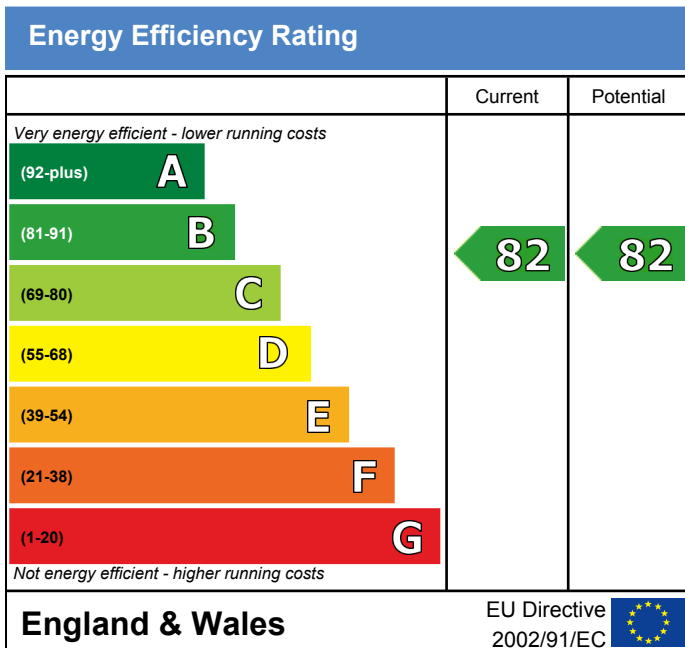 Energy Efficiency Rating
Current Potential
Very energy efficient - lower running costs
(92-plus) A
(81-91) B
82 82
(69-80) C
(55-68) D
(39-54) E
(21-38) F
(1-20) G
Not energy efficient - higher running costs
England & Wales
EU Directive
2002/91/EC